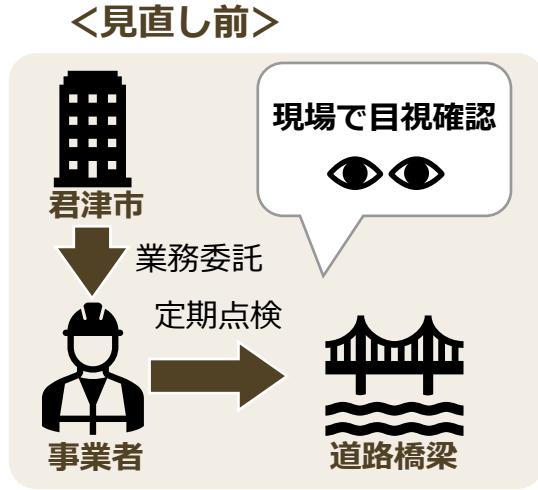 ＜見直し前＞
現場で目視確認
君津市
業務委託
定期点検
事業者
道路橋梁